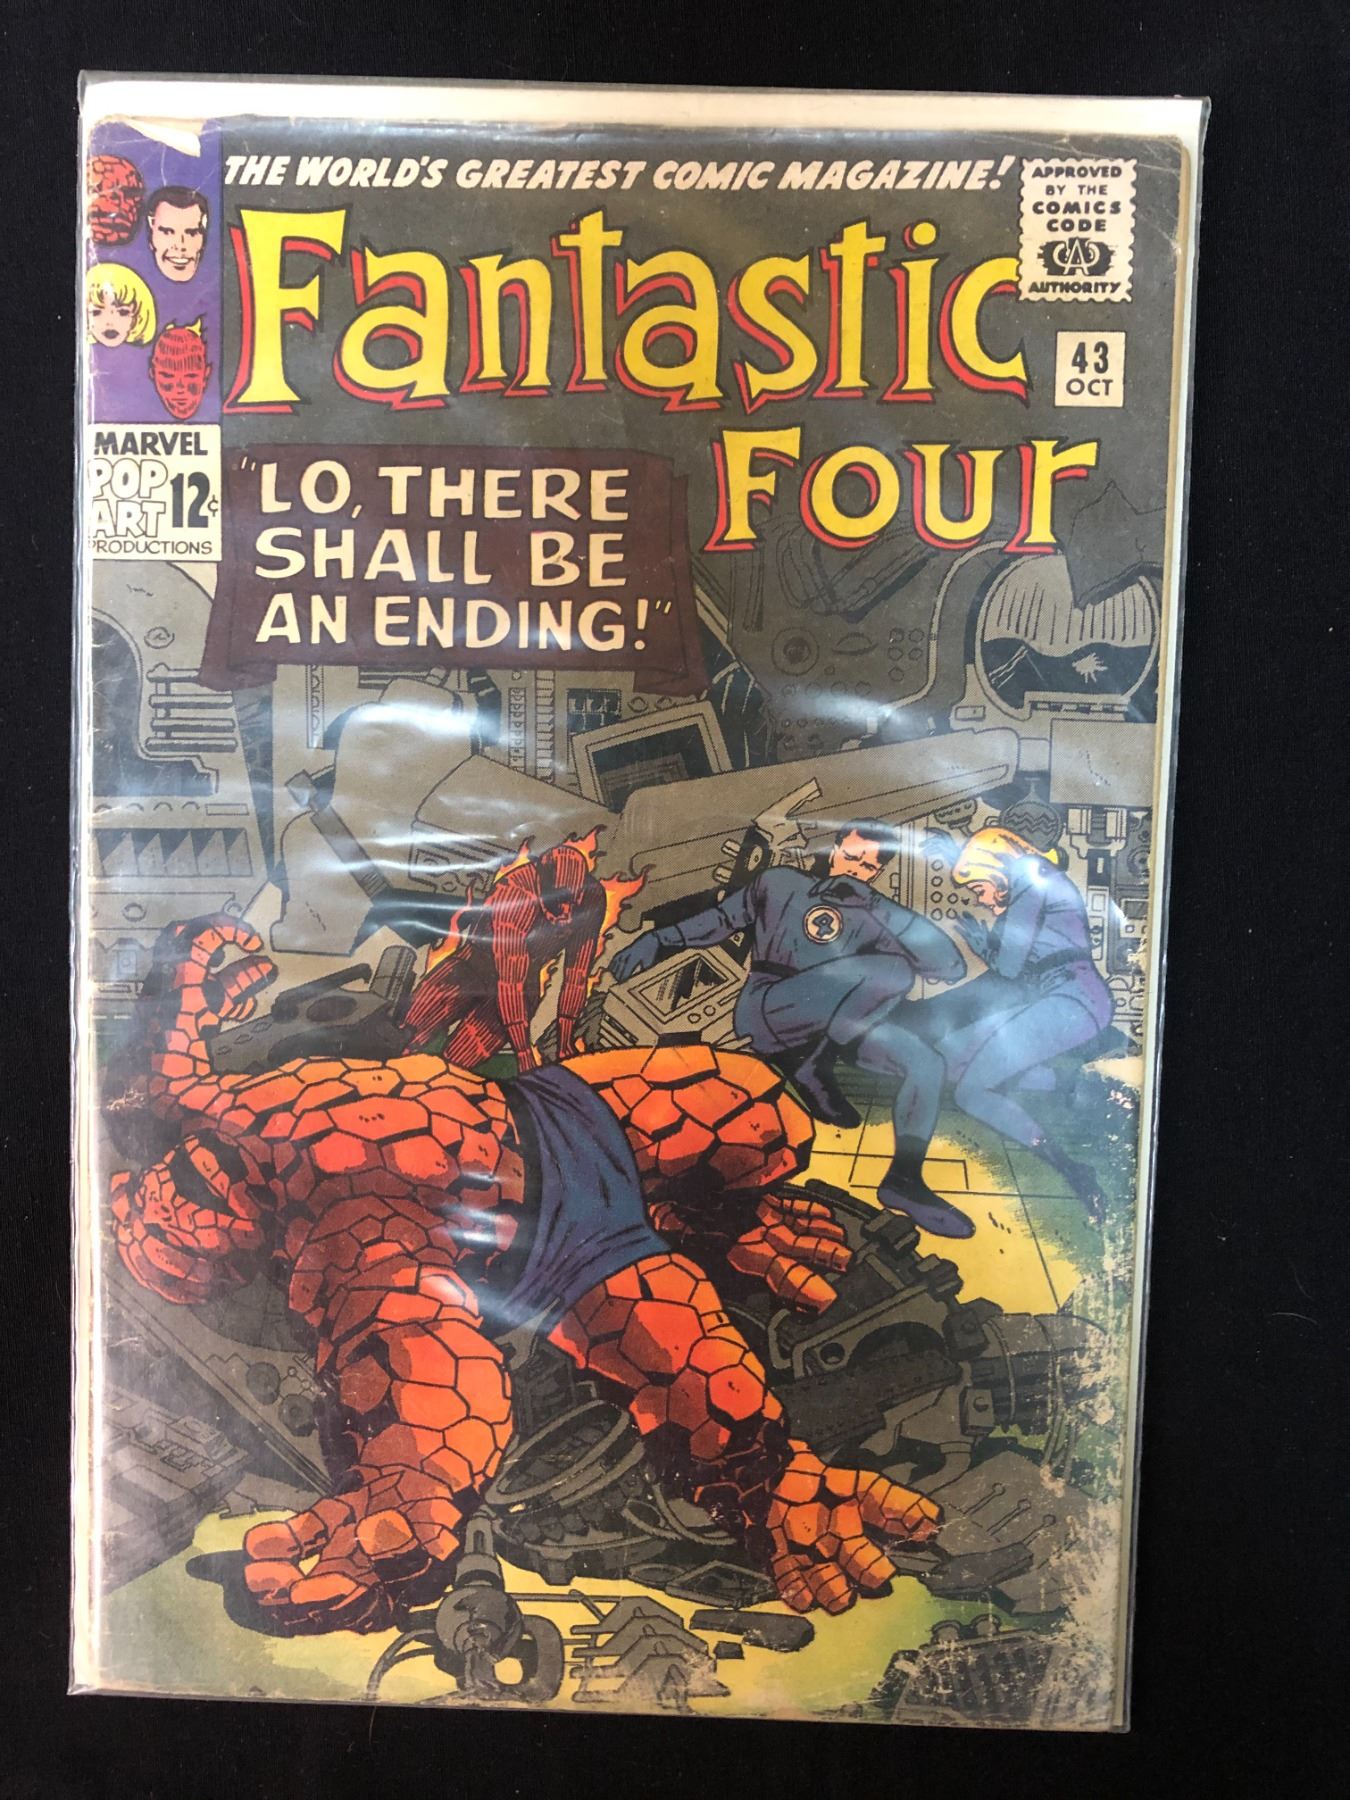 THE WORLD'S GREATEST COMIC MAGAZINE!
APPROVED
BY THE
COMICS
CODE
CA
AUTHORITY
Fantastic
Four
43
OCT
MARVEL
POP
ART
12¢
PRODUCTIONS
"LO, THERE
SHALL BE
AN ENDING!"
4